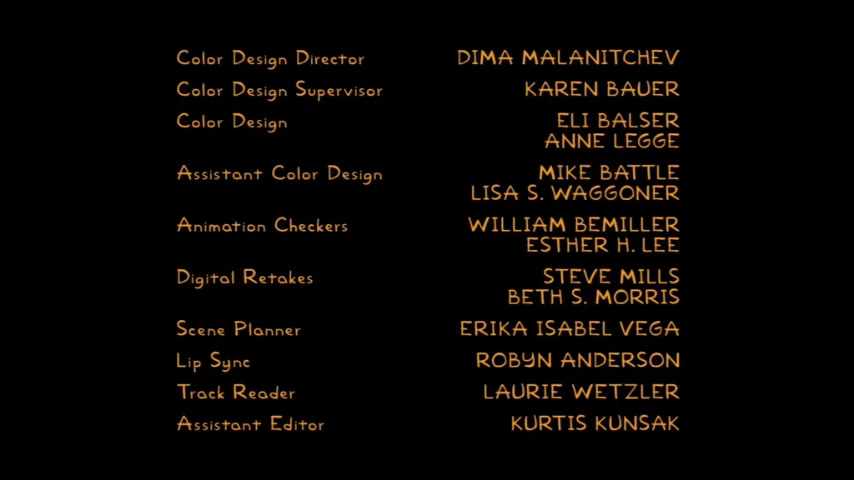 Color Design Director DIMA MALANITCHEV
Color Design Supervisor KAREN BAUER
Color Design ELI BALSER
ANNE LEGGE
Assistant Color Design MIKE BATTLE
LISA S. WAGGONER
Animation Checkers WILLIAM BEMILLER
ESTHER H. LEE
Digital Retakes STEVE MILLS
BETH S. MORRIS
Scene Planner ERIKA ISABEL VEGA
Lip Sync ROBYN ANDERSON
Track Reader LAURIE WETZLER
Assistant Editor KURTIS KUNSAK